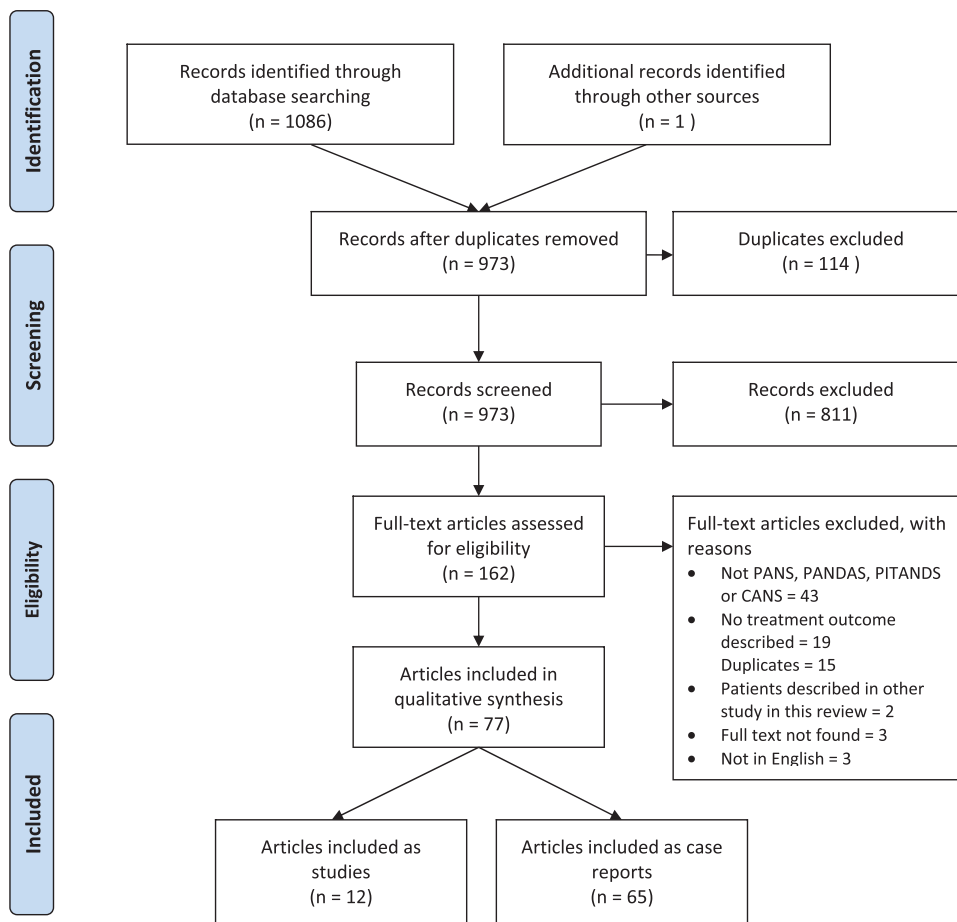 Identification
Records identified through
database searching
(n = 1086)
Additional records identified
through other sources
(n = 1 )
Records after duplicates removed
(n = 973)
Duplicates excluded
(n = 114 )
Screening
Records screened
(n = 973)
Records excluded
(n = 811)
Eligibility
Full-text articles assessed
for eligibility
(n = 162)
Full-text articles excluded, with
reasons
• Not PANS, PANDAS, PITANDS
or CANS = 43
• No treatment outcome
described = 19
Duplicates = 15
• Patients described in other
study in this review = 2
• Full text not found = 3
• Not in English = 3
Articles included in
qualitative synthesis
(n = 77)
Included
Articles included as
studies
(n = 12)
Articles included as case
reports
(n = 65)